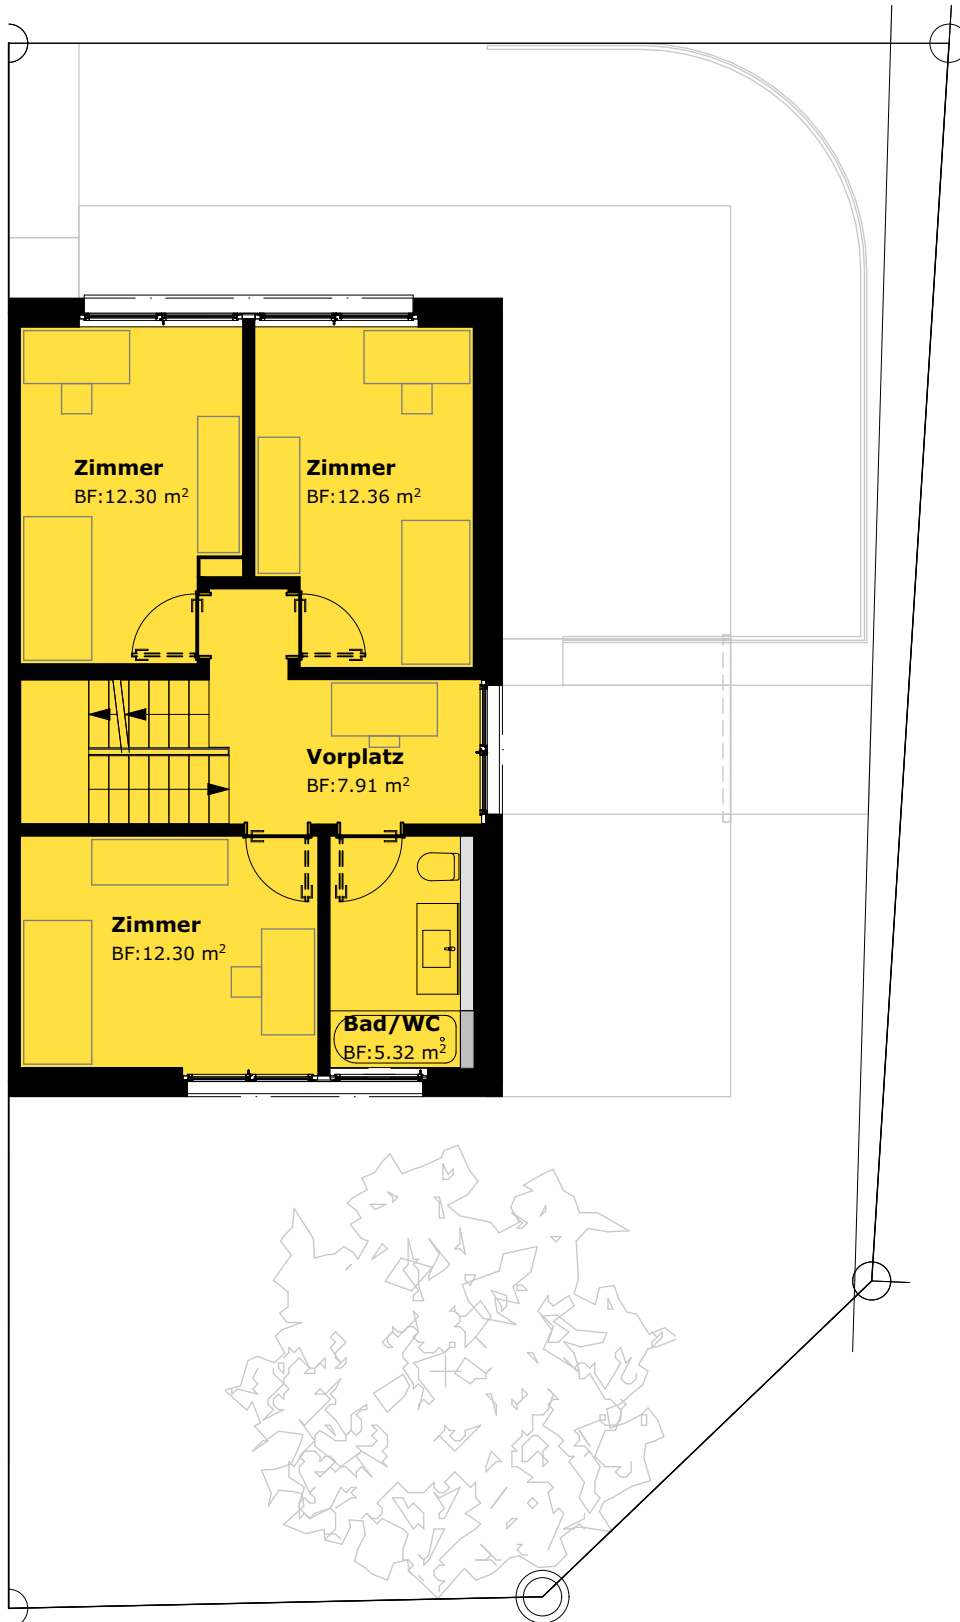 Zimmer
BF:12.30 m²
Zimmer
BF:12.36 m²
Vorplatz
BF:7.91 m²
Zimmer
BF:12.30 m²
Bad/WC
BF:5.32 m²